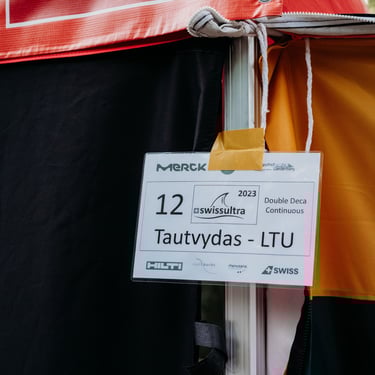 MERCK
12
2023
swissultra
Double Deca
Continuous
Tautvydas - LTU
HILTI
SWISS